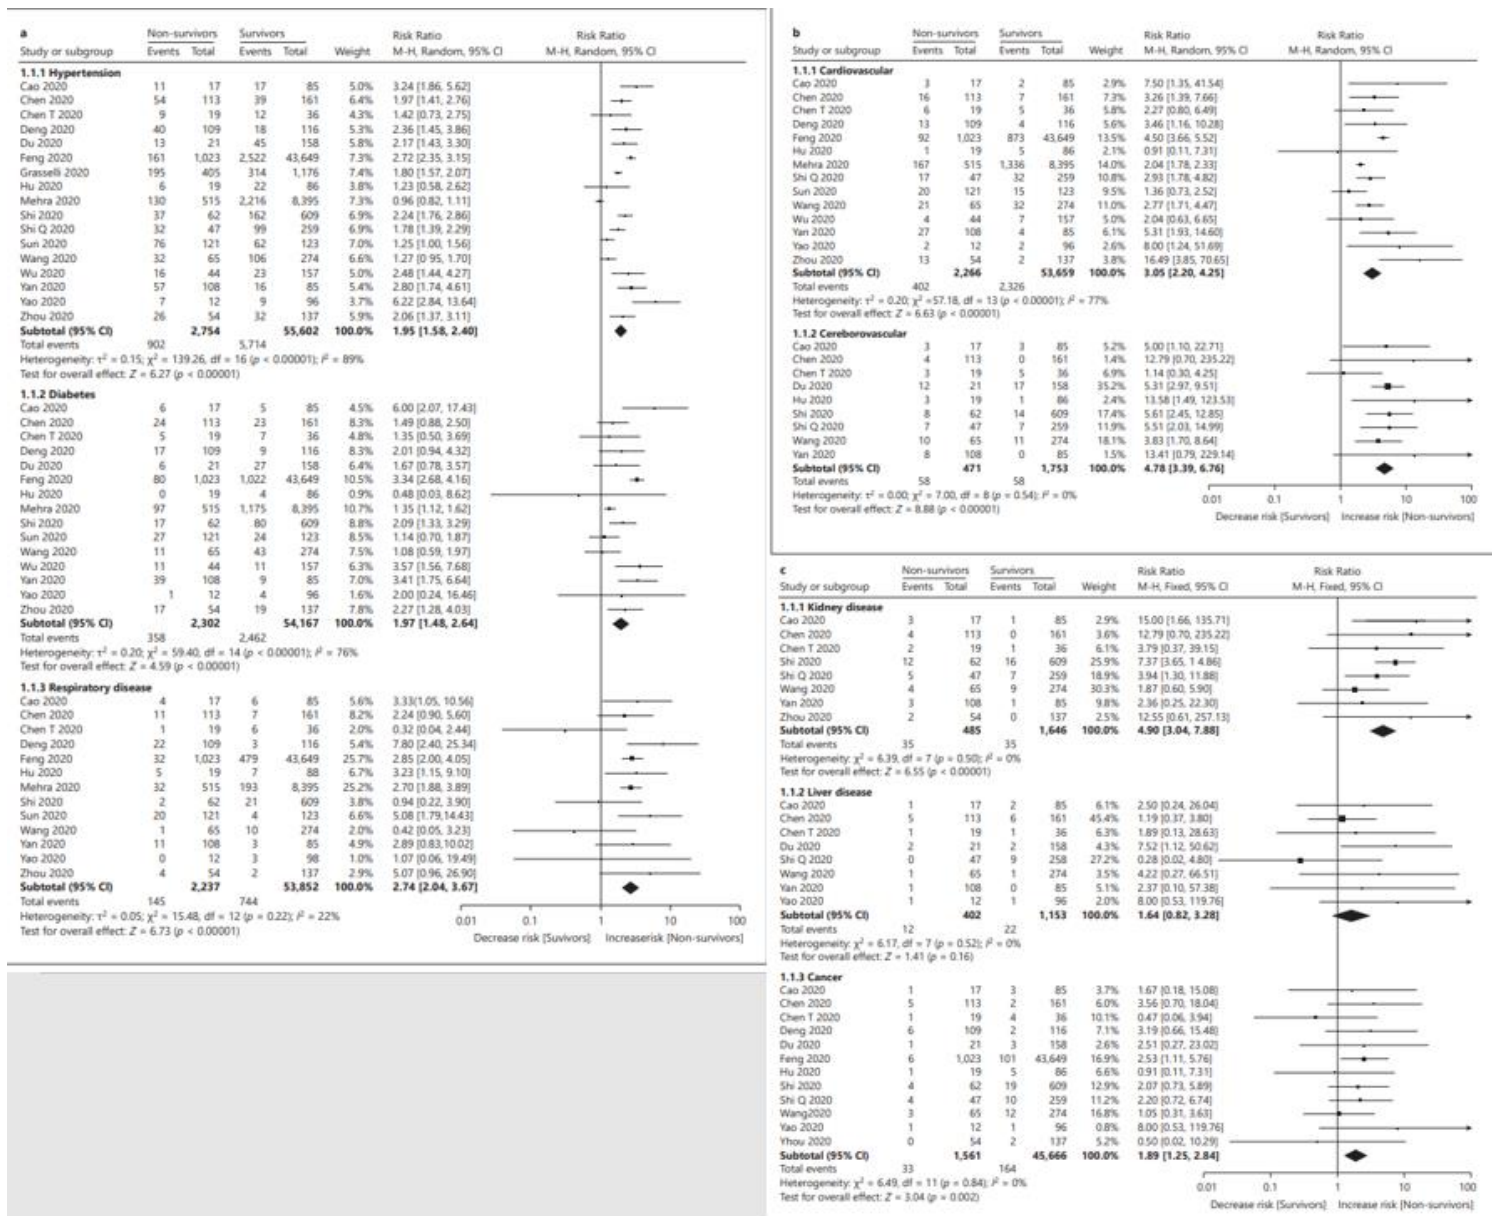 a Non-survivors Survivors Risk Ratio Risk Ratio
Study or subgroup Events Total Events Total Weight M-H, Random, 95% CI M-H, Random, 95% CI
1.1.1 Hypertension
Cao 2020 11 17 17 85 5.0% 3.24 [1.86, 5.62]
Chen 2020 54 113 39 161 6.4% 1.97 [1.41, 2.76]
Chen T 2020 9 19 12 36 4.3% 1.42 [0.73, 2.75]
Deng 2020 40 109 18 116 5.4% 2.36 [1.45, 3.86]
Du 2020 13 21 45 158 5.8% 2.17 [1.43, 3.30]
Feng 2020 161 1,023 2,522 43,649 7.3% 2.72 [2.35, 3.15]
Grasselli 2020 195 405 314 1,176 7.4% 1.80 [1.57, 2.07]
Hu 2020 6 19 22 86 3.9% 1.23 [0.58, 2.62]
Mehra 2020 130 515 2,216 8,395 7.3% 0.96 [0.82, 1.11]
Shi 2020 37 62 162 609 6.9% 2.24 [1.76, 2.86]
Shi Q 2020 32 47 99 259 6.9% 1.78 [1.39, 2.29]
Sun 2020 76 121 62 123 7.0% 1.25 [1.00, 1.56]
Wang 2020 32 65 106 274 6.6% 1.27 [0.95, 1.70]
Wu 2020 16 44 23 157 5.0% 2.48 [1.44, 4.27]
Yan 2020 57 108 16 85 5.4% 2.80 [1.74, 4.61]
Yao 2020 7 12 9 96 3.7% 6.22 [2.84, 13.64]
Zhou 2020 26 54 32 137 5.9% 2.06 [1.37, 3.11]
Subtotal (95% CI) 2,754 55,602 100.0% 1.95 [1.58, 2.40]
Total events 902 5,714
Heterogeneity: τ² = 0.15; χ² = 139.26, df = 16 (p < 0.00001); I² = 89%
Test for overall effect: Z = 6.27 (p < 0.00001)
1.1.2 Diabetes
Cao 2020 6 17 5 85 4.5% 6.00 [2.07, 17.43]
Chen 2020 24 113 23 161 8.3% 1.49 [0.88, 2.50]
Chen T 2020 5 19 7 36 4.8% 1.35 [0.50, 3.69]
Deng 2020 17 109 9 116 6.3% 2.01 [0.94, 4.32]
Du 2020 6 21 27 158 6.4% 1.67 [0.78, 3.57]
Feng 2020 80 1,023 1,022 43,649 10.5% 3.34 [2.68, 4.16]
Hu 2020 0 19 4 86 0.9% 0.48 [0.03, 8.62]
Mehra 2020 97 515 1,175 8,395 10.7% 1.35 [1.12, 1.62]
Shi 2020 17 62 80 609 8.8% 2.09 [1.33, 3.29]
Sun 2020 27 121 24 123 8.5% 1.14 [0.70, 1.87]
Wang 2020 11 65 43 274 7.5% 1.08 [0.59, 1.97]
Wu 2020 11 44 11 157 6.3% 3.57 [1.56, 7.68]
Yan 2020 39 108 9 85 7.0% 3.41 [1.75, 6.64]
Yao 2020 1 12 4 96 1.6% 2.00 [0.24, 16.46]
Zhou 2020 17 54 19 137 7.8% 2.27 [1.28, 4.03]
Subtotal (95% CI) 2,302 54,167 100.0% 1.97 [1.48, 2.64]
Total events 358 2,462
Heterogeneity: τ² = 0.20; χ² = 59.40, df = 14 (p < 0.00001); I² = 76%
Test for overall effect: Z = 4.59 (p < 0.00001)
1.1.3 Respiratory disease
Cao 2020 4 17 6 85 5.6% 3.33(1.05, 10.56]
Chen 2020 11 113 7 161 8.2% 2.24 [0.90, 5.60]
Chen T 2020 1 19 6 36 2.0% 0.32 [0.04, 2.44]
Deng 2020 22 109 3 116 5.4% 7.80 [2.40, 25.34]
Feng 2020 32 1,023 479 43,649 25.7% 2.85 [2.00, 4.05]
Hu 2020 5 19 7 88 6.7% 3.23 [1.15, 9.10]
Mehra 2020 32 515 193 8,395 25.2% 2.70 [1.88, 3.89]
Shi 2020 2 62 21 609 3.8% 0.94 [0.22, 3.90]
Sun 2020 20 121 4 123 6.6% 5.08 [1.79,14.43]
Wang 2020 1 65 10 274 2.0% 0.42 [0.05, 3.23]
Yan 2020 11 108 3 85 4.9% 2.89 [0.83,10.02]
Yao 2020 0 12 3 98 1.0% 1.07 [0.06, 19.49]
Zhou 2020 4 54 2 137 2.9% 5.07 [0.96, 26.90]
Subtotal (95% CI) 2,237 53,852 100.0% 2.74 [2.04, 3.67]
Total events 145 744
Heterogeneity: τ² = 0.05; χ² = 15.48, df = 12 (p = 0.22); I² = 22%
Test for overall effect: Z = 6.73 (p < 0.00001)
0.01 0.1 1 10 100
Decrease risk [Suvivors] Increaserisk [Non-survivors]
b Non-survivors Survivors Risk Ratio Risk Ratio
Study or subgroup Events Total Events Total Weight M-H, Random, 95% CI M-H, Random, 95% CI
1.1.1 Cardiovascular
Cao 2020 3 17 2 85 2.9% 7.50 [1.35, 41.54]
Chen 2020 16 113 7 161 7.3% 3.26 [1.39, 7.66]
Chen T 2020 6 19 5 36 5.8% 2.27 [0.80, 6.49]
Deng 2020 13 109 4 116 5.6% 3.46 [1.16, 10.28]
Feng 2020 92 1,023 873 43,649 13.5% 4.50 [3.66, 5.52]
Hu 2020 1 19 5 86 2.1% 0.91 [0.11, 7.31]
Mehra 2020 167 515 1,336 8,395 14.0% 2.04 [1.78, 2.33]
Shi Q 2020 17 47 32 259 10.6% 2.93 [1.78, 4.82]
Sun 2020 20 121 15 123 9.5% 1.36 [0.73, 2.52]
Wang 2020 21 65 32 274 11.0% 2.77 [1.71, 4.47]
Wu 2020 4 44 7 157 5.2% 2.04 [0.63, 6.65]
Yan 2020 27 108 4 85 6.1% 5.31 [1.93, 14.60]
Yao 2020 2 12 2 96 2.6% 8.00 [1.24, 51.69]
Zhou 2020 13 54 2 137 3.8% 16.49 [3.85, 70.65]
Subtotal (95% CI) 2,266 53,659 100.0% 3.05 [2.20, 4.25]
Total events 402 2,326
Heterogeneity: τ² = 0.20; χ² =57.18, df = 13 (p < 0.00001); I² = 77%
Test for overall effect: Z = 6.63 (p < 0.00001)
1.1.2 Cereborovascular
Cao 2020 3 17 3 85 5.2% 5.00 [1.10, 22.71]
Chen 2020 4 113 0 161 1.4% 12.79 [0.70, 235.22]
Chen T 2020 3 19 5 36 6.9% 1.14 [0.30, 4.25]
Du 2020 12 21 17 158 35.2% 5.31 [2.97, 9.51]
Hu 2020 3 19 1 86 2.5% 13.58 [1.49, 123.53]
Shi 2020 8 62 14 609 17.4% 5.61 [2.45, 12.85]
Shi Q 2020 7 47 7 259 11.9% 5.51 [2.03, 14.99]
Wang 2020 10 65 11 274 18.1% 3.83 [1.70, 8.64]
Yan 2020 8 108 0 85 1.5% 13.41 [0.79, 229.14]
Subtotal (95% CI) 471 1,753 100.0% 4.78 [3.39, 6.76]
Total events 58 58
Heterogeneity: τ² = 0.00; χ² = 7.00, df = 8 (p = 0.54); I² = 0%
Test for overall effect: Z = 8.88 (p < 0.00001)
0.01 0.1 1 10 100
Decrease risk [Survivors] Increase risk [Non-survivors]
c Non-survivors Survivors Risk Ratio Risk Ratio
Study or subgroup Events Total Events Total Weight M-H, Fixed, 95% CI M-H, Fixed, 95% CI
1.1.1 Kidney disease
Cao 2020 3 17 1 85 2.9% 15.00 [1.66, 135.71]
Chen 2020 4 113 0 161 3.6% 12.79 [0.70, 235.22]
Chen T 2020 2 19 1 36 6.0% 3.79 [0.37, 39.15]
Shi 2020 12 62 16 609 25.9% 7.37 [3.65, 1 4.86]
Shi Q 2020 5 47 7 259 18.9% 3.94 [1.30, 11.88]
Wang 2020 4 65 9 274 30.3% 1.87 [0.60, 5.90]
Yan 2020 3 108 1 85 9.8% 2.36 [0.25, 22.30]
Zhou 2020 2 54 0 137 2.5% 12.55 [0.61, 257.13]
Subtotal (95% CI) 485 1,646 100.0% 4.90 [3.04, 7.88]
Total events 35 35
Heterogeneity: χ² = 6.39, df = 7 (p = 0.50); I² = 0%
Test for overall effect: Z = 6.55 (p < 0.00001)
1.1.2 Liver disease
Cao 2020 1 17 2 85 6.1% 2.50 [0.24, 26.04]
Chen 2020 5 113 6 161 45.4% 1.19 [0.37, 3.80]
Chen T 2020 1 19 1 36 6.3% 1.89 [0.13, 28.63]
Du 2020 2 21 2 158 4.3% 7.52 [1.12, 50.62]
Shi Q 2020 0 47 9 258 27.2% 0.28 [0.02, 4.80]
Wang 2020 1 65 1 274 3.5% 4.22 [0.27, 66.51]
Yan 2020 1 108 0 85 5.1% 2.37 [0.10, 57.38]
Yao 2020 1 12 1 96 2.0% 8.00 [0.53, 119.76]
Subtotal (95% CI) 402 1,153 100.0% 1.64 [0.82, 3.28]
Total events 12 22
Heterogeneity: χ² = 6.17, df = 7 (p = 0.52); I² = 0%
Test for overall effect: Z = 1.41 (p = 0.16)
1.1.3 Cancer
Cao 2020 1 17 3 85 3.7% 1.67 [0.18, 15.08]
Chen 2020 5 113 2 161 6.0% 3.56 [0.70, 18.04]
Chen T 2020 1 19 4 36 10.1% 0.47 [0.06, 3.94]
Deng 2020 6 109 2 116 7.1% 3.19 [0.66, 15.48]
Du 2020 1 21 3 158 2.6% 2.51 [0.27, 23.02]
Feng 2020 6 1,023 101 43,649 16.9% 2.53 [1.11, 5.76]
Hu 2020 1 19 5 86 6.6% 0.91 [0.11, 7.31]
Shi 2020 4 62 19 609 12.9% 2.07 [0.73, 5.89]
Shi Q 2020 4 47 10 259 11.2% 2.20 [0.72, 6.74]
Wang2020 3 65 12 274 16.8% 1.05 [0.31, 3.63]
Yao 2020 1 12 1 96 0.8% 8.00 [0.53, 119.76]
Yhou 2020 0 54 2 137 5.2% 0.50 [0.02, 10.29]
Subtotal (95% CI) 1,561 45,666 100.0% 1.89 [1.25, 2.84]
Total events 33 164
Heterogeneity: χ² = 6.49, df = 11 (p = 0.84); I² = 0%
Test for overall effect: Z = 3.04 (p = 0.002)
0.01 0.1 1 10 100
Decrease risk [Survivors] Increase risk [Non-survivors]